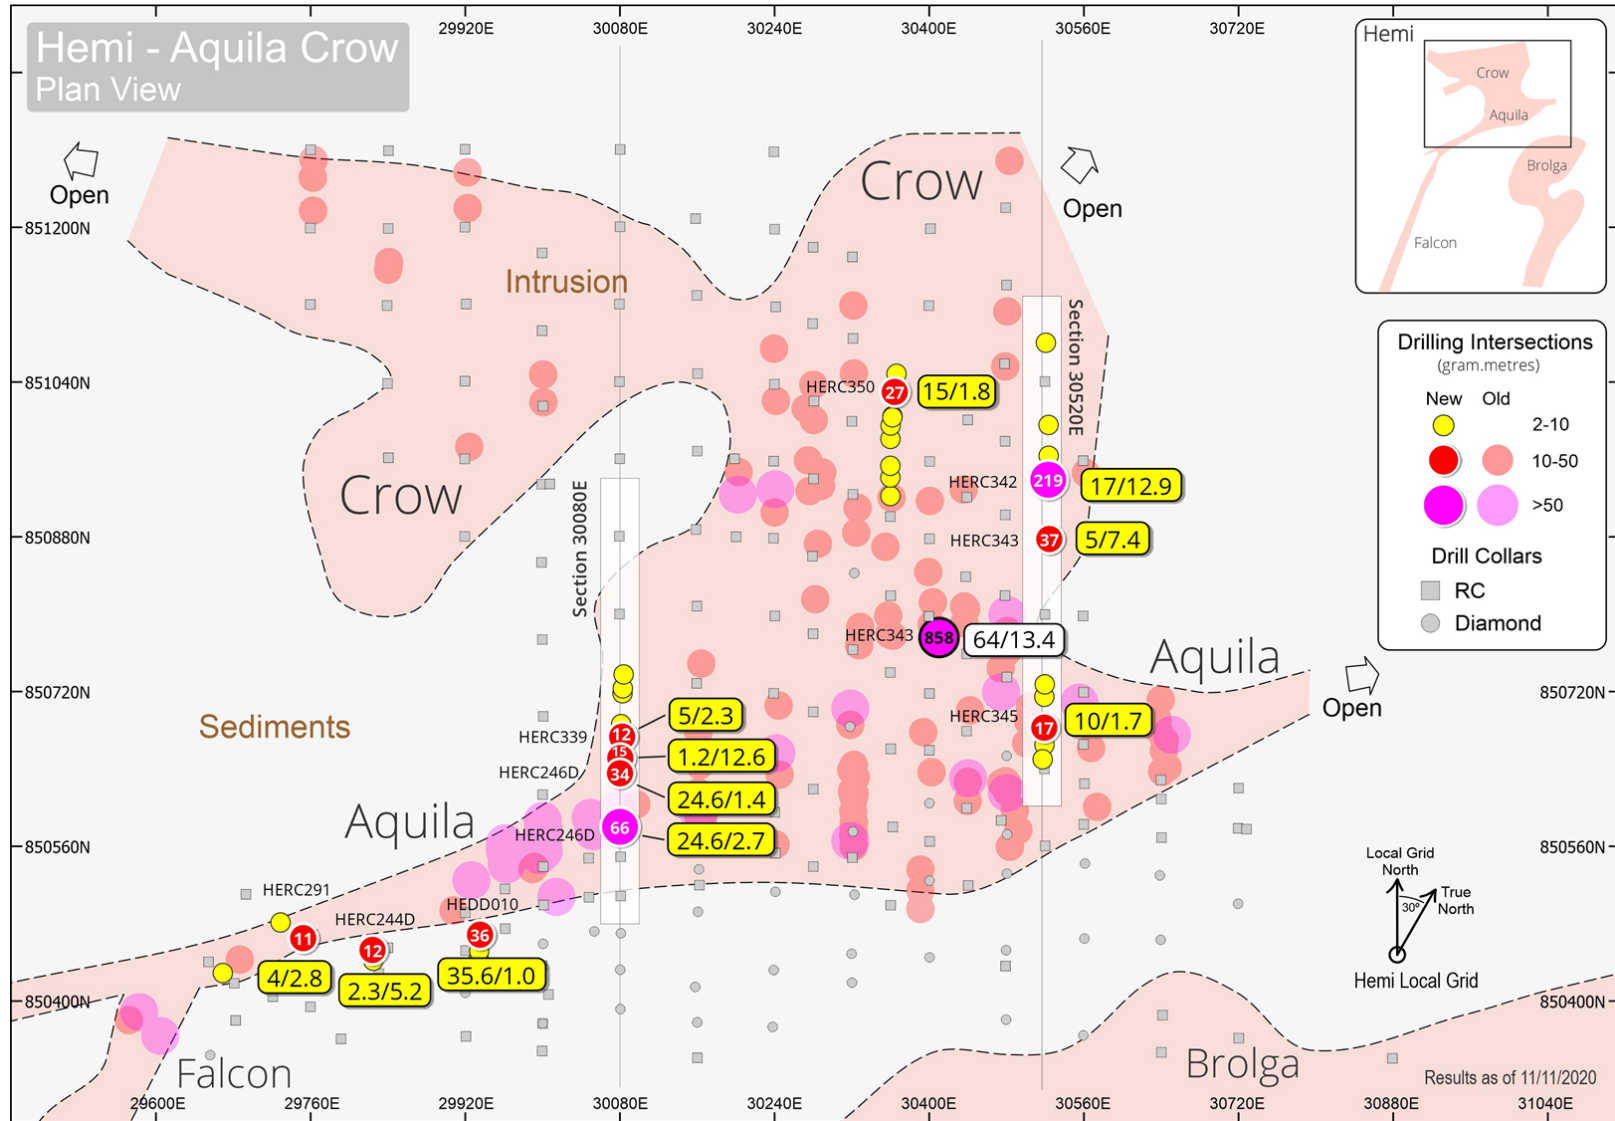 29920E
30080E
30240E
30400E
30560E
30720E
Hemi - Aquila Crow
Plan View
Hemi
Crow
Aquila
Brolga
Falcon
Open
Crow
Open
851200N
Intrusion
Section 30520E
Drilling Intersections
(gram.metres)
New
Old
2-10
10-50
>50
Drill Collars
RC
Diamond
851040N
HERC350
27
15/1.8
Crow
HERC342
219
17/12.9
Section 30080E
850880N
HERC343
37
5/7.4
HERC343
858
64/13.4
Aquila
850720N
850720N
Open
Sediments
HERC345
17
10/1.7
5/2.3
HERC339
12
15
1.2/12.6
HERC246D
34
24.6/1.4
Aquila
HERC246D
66
24.6/2.7
850560N
850560N
Local Grid
North
True
North
30º
Hemi Local Grid
HERC291
HERC244D
HEDD010
11
12
36
4/2.8
2.3/5.2
35.6/1.0
850400N
850400N
Falcon
Brolga
Results as of 11/11/2020
29600E
29760E
29920E
30080E
30240E
30400E
30560E
30720E
30880E
31040E